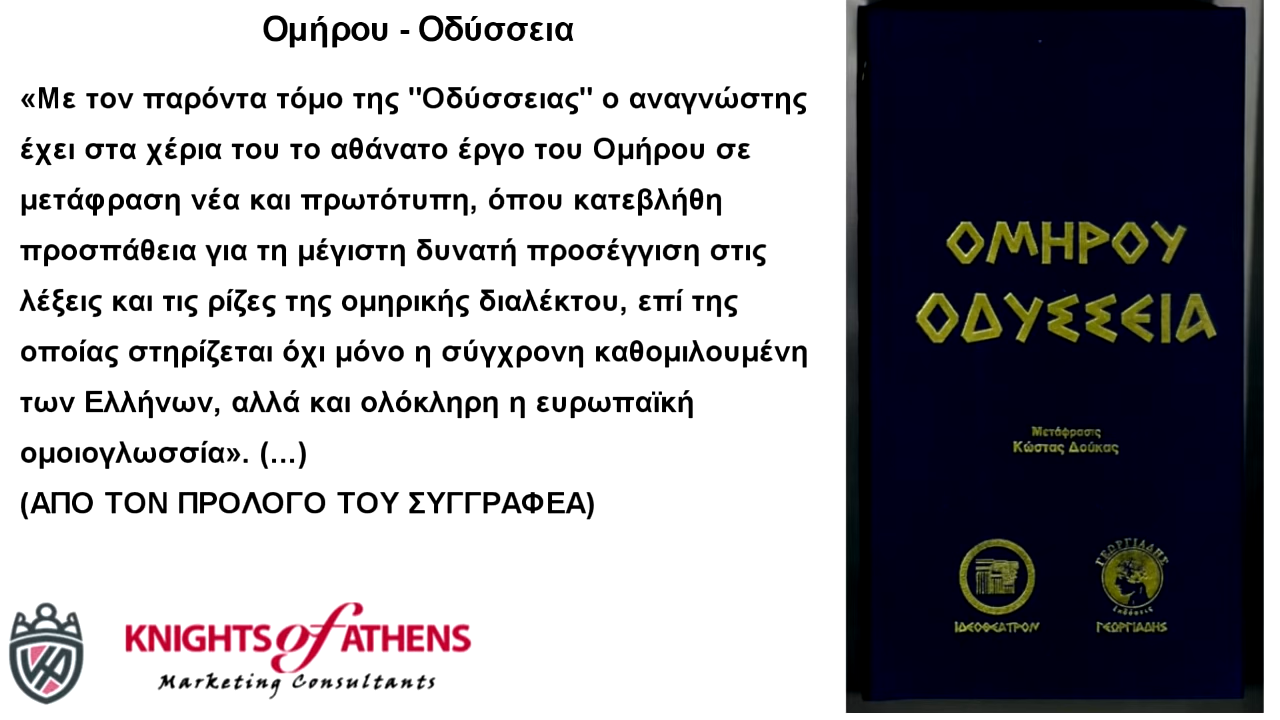 Ομήρου - Οδύσσεια
«Με τον παρόντα τόμο της "Οδύσσειας" ο αναγνώστης
έχει στα χέρια του το αθάνατο έργο του Ομήρου σε
μετάφραση νέα και πρωτότυπη, όπου κατεβλήθη
προσπάθεια για τη μέγιστη δυνατή προσέγγιση στις
λέξεις και τις ρίζες της ομηρικής διαλέκτου, επί της
οποίας στηρίζεται όχι μόνο η σύγχρονη καθομιλουμένη
των Ελλήνων, αλλά και ολόκληρη η ευρωπαϊκή
ομοιογλωσσία». (...)
(ΑΠΟ ΤΟΝ ΠΡΟΛΟΓΟ ΤΟΥ ΣΥΓΓΡΑΦΕΑ)
KNIGHTS of ATHENS
Marketing Consultants
ΟΜΗΡΟΥ
ΟΔΥΣΣΕΙΑ
Μετάφρασις
Κώστας Δούκας
ΙΔΕΟΘΕΑΤΡΟΝ
ΓΕΩΡΓΙΑΔΗΣ
εκδόσεις
ΓΕΩΡΓΙΑΔΗΣ